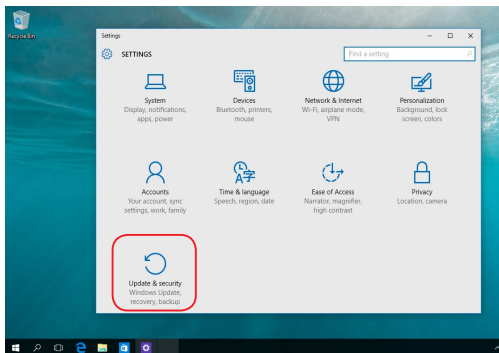 Recycle Bin
Settings
SETTINGS
Find a setting
System
Display, notifications,
apps, power
Devices
Bluetooth, printers,
mouse
Network & Internet
Wi-Fi, airplane mode,
VPN
Personalization
Background, lock
screen, colors
Accounts
Your account, sync
settings, work, family
A字
Time & language
Speech, region, date
Ease of Access
Narrator, magnifier,
high contrast
Privacy
Location, camera
Update & security
Windows Update,
recovery, backup